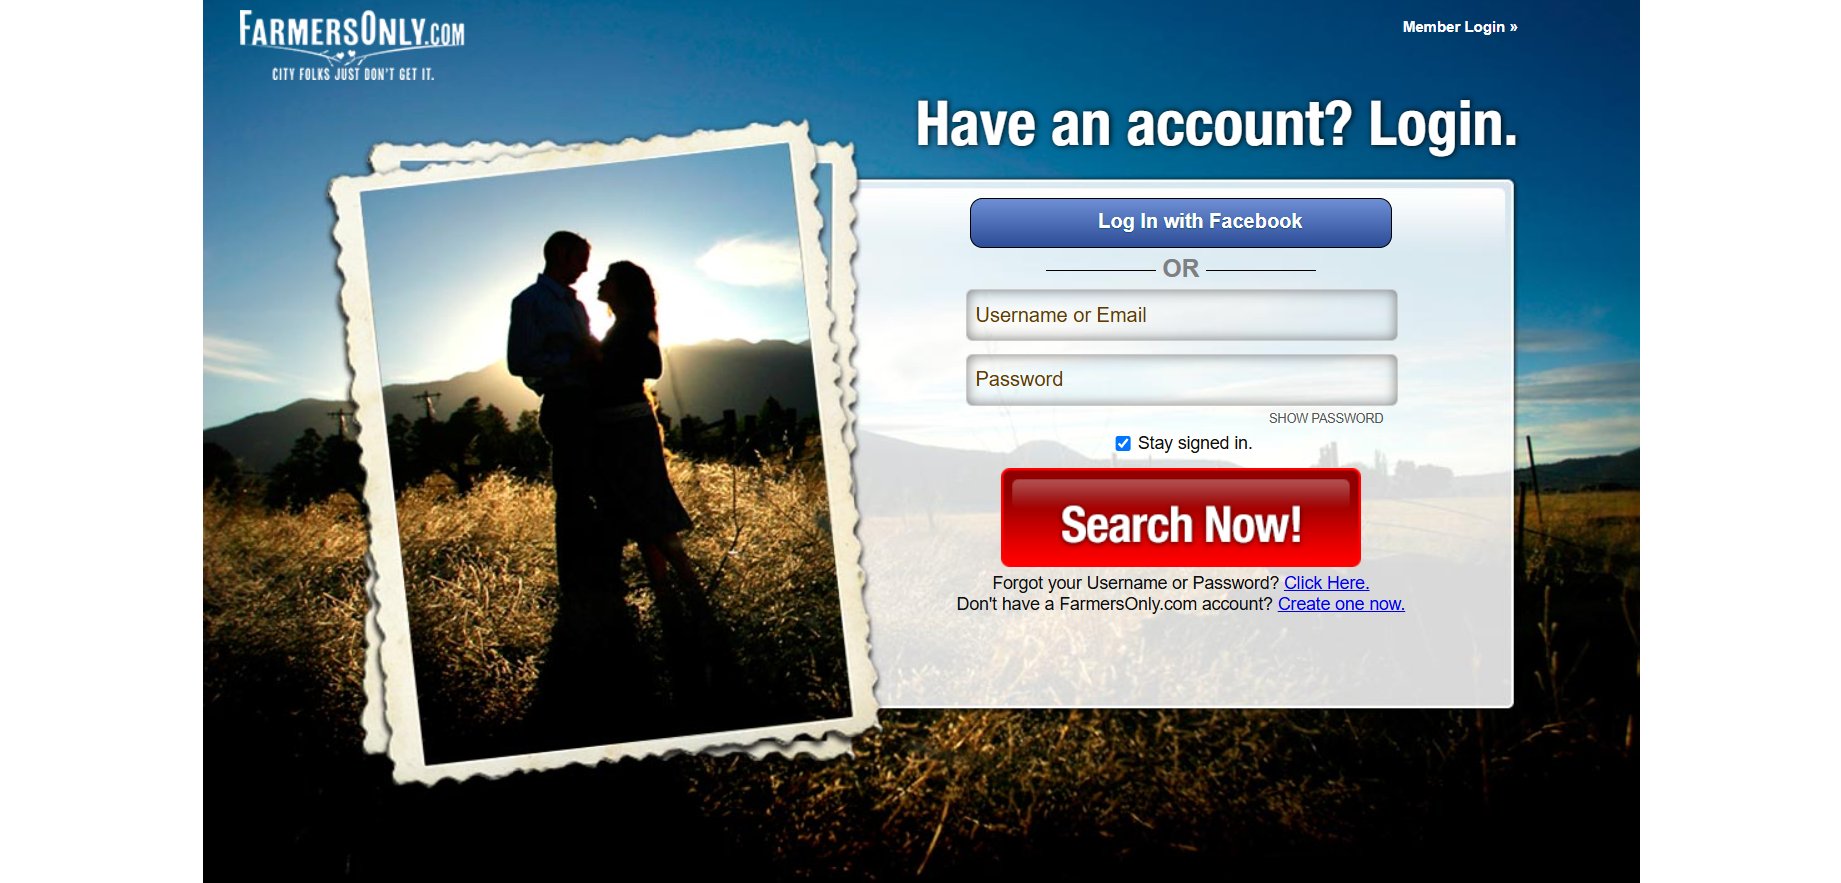 FARMERSONLY.COM
CITY FOLKS JUST DON'T GET IT.
Member Login »
Have an account? Login.
Log In with Facebook
OR
Username or Email
Password
SHOW PASSWORD
Stay signed in.
Search Now!
Forgot your Username or Password? Click Here.
Don't have a FarmersOnly.com account? Create one now.